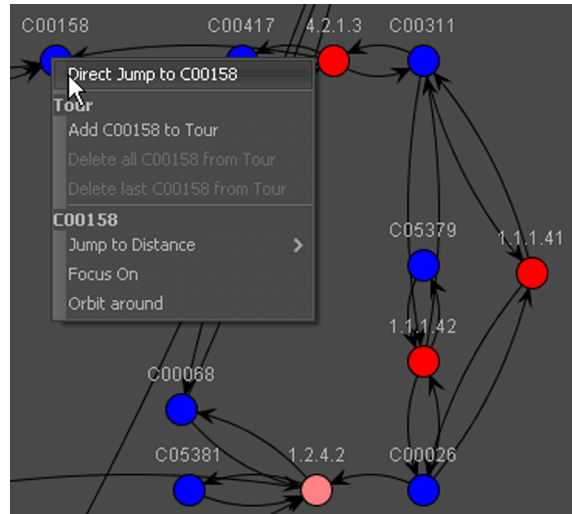 C00158
C00417
4.2.1.3
C00311
Direct Jump to C00158
Tour
Add C00158 to Tour
Delete all C00158 from Tour
Delete last C00158 from Tour
C00158
Jump to Distance
Focus On
Orbit around
C05379
1.1.1.41
1.1.1.42
C00068
C05381
1.2.4.2
C00026